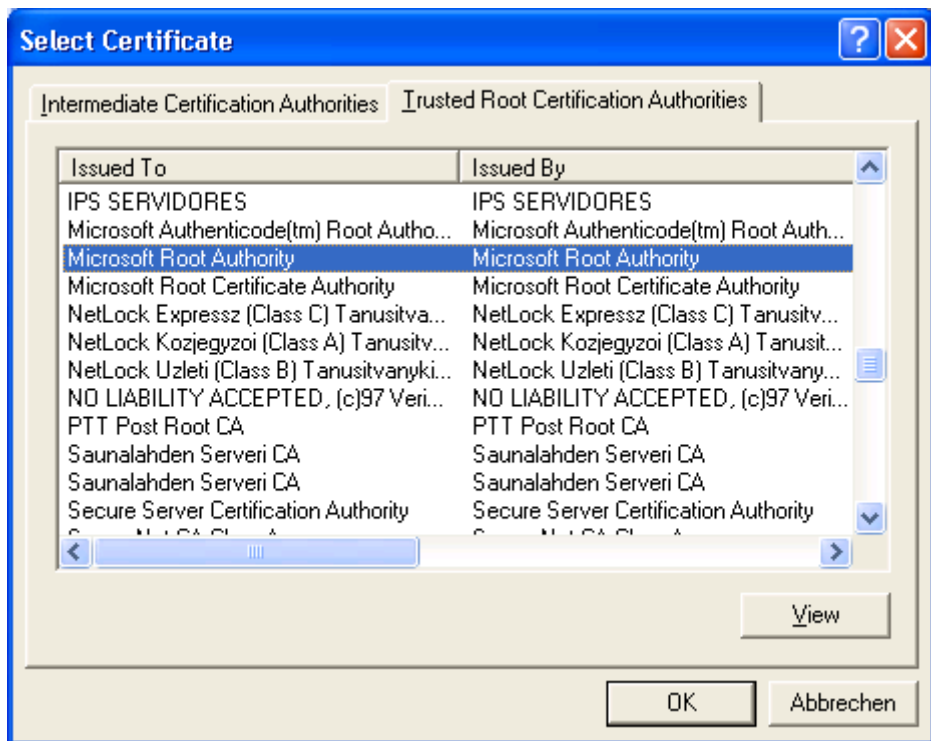 Select Certificate
Intermediate Certification Authorities Trusted Root Certification Authorities
Issued To Issued By
IPS SERVIDORES IPS SERVIDORES
Microsoft Authenticode(tm) Root Autho... Microsoft Authenticode(tm) Root Auth...
Microsoft Root Authority Microsoft Root Authority
Microsoft Root Certificate Authority Microsoft Root Certificate Authority
NetLock Expressz (Class C) Tanusitva... NetLock Expressz (Class C) Tanusitv...
NetLock Kozjegyzoi (Class A) Tanusitv... NetLock Kozjegyzoi (Class A) Tanusit...
NetLock Uzleti (Class B) Tanusitvanyki... NetLock Uzleti (Class B) Tanusitvany...
NO LIABILITY ACCEPTED, (c)97 Veri... NO LIABILITY ACCEPTED, (c)97 Veri...
PTT Post Root CA PTT Post Root CA
Saunalahden Serveri CA Saunalahden Serveri CA
Saunalahden Serveri CA Saunalahden Serveri CA
Secure Server Certification Authority Secure Server Certification Authority
View
OK Abbrechen